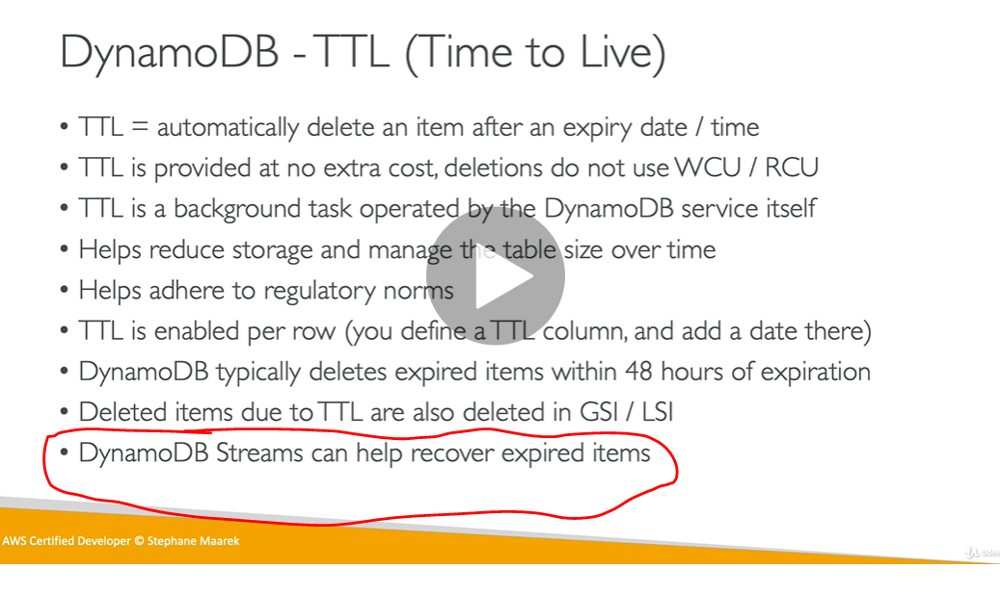 DynamoDB - TTL (Time to Live)
• TTL = automatically delete an item after an expiry date / time
• TTL is provided at no extra cost, deletions do not use WCU / RCU
• TTL is a background task operated by the DynamoDB service itself
• Helps reduce storage and manage the table size over time
• Helps adhere to regulatory norms
• TTL is enabled per row (you define a TTL column, and add a date there)
• DynamoDB typically deletes expired items within 48 hours of expiration
• Deleted items due to TTL are also deleted in GSI / LSI
• DynamoDB Streams can help recover expired items
AWS Certified Developer © Stephane Maarek